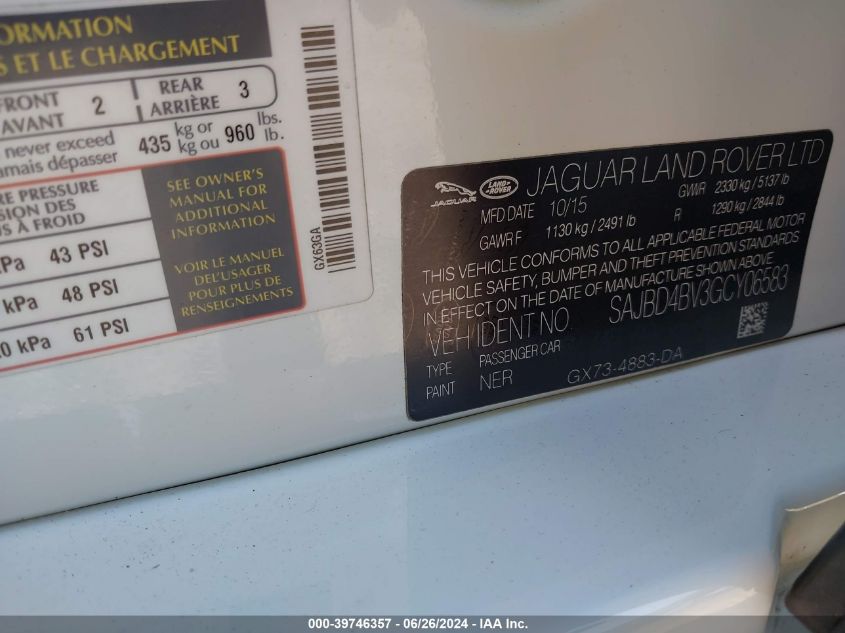 ORMATION
S ET LE CHARGEMENT
FRONT 2 REAR 3
AVANT ARRIÈRE
never exceed 435 kg or 960 lbs.
amais dépasser kg ou lb.
RE PRESSURE
SION DES
S À FROID
SEE OWNER'S
MANUAL FOR
ADDITIONAL
INFORMATION
VOIR LE MANUEL
DEL'USAGER
POUR PLUS DE
RENSEIGNEMENTS
kPa 43 PSI
kPa 48 PSI
0 kPa 61 PSI
GX63GA
JAGUAR LAND ROVER JAGUAR LAND ROVER LTD
MFD DATE 10/15 GWR 2330 kg / 5137 lb
GAWR F 1130 kg / 2491 lb R 1290 kg / 2844 lb
THIS VEHICLE CONFORMS TO ALL APPLICABLE FEDERAL MOTOR
VEHICLE SAFETY, BUMPER AND THEFT PREVENTION STANDARDS
IN EFFECT ON THE DATE OF MANUFACTURE SHOWN ABOVE
VEH IDENT NO. SAJBD4BV3GCY06583
TYPE PASSENGER CAR
PAINT NER GX73-4883-DA
000-39746357 - 06/26/2024 - IAA Inc.